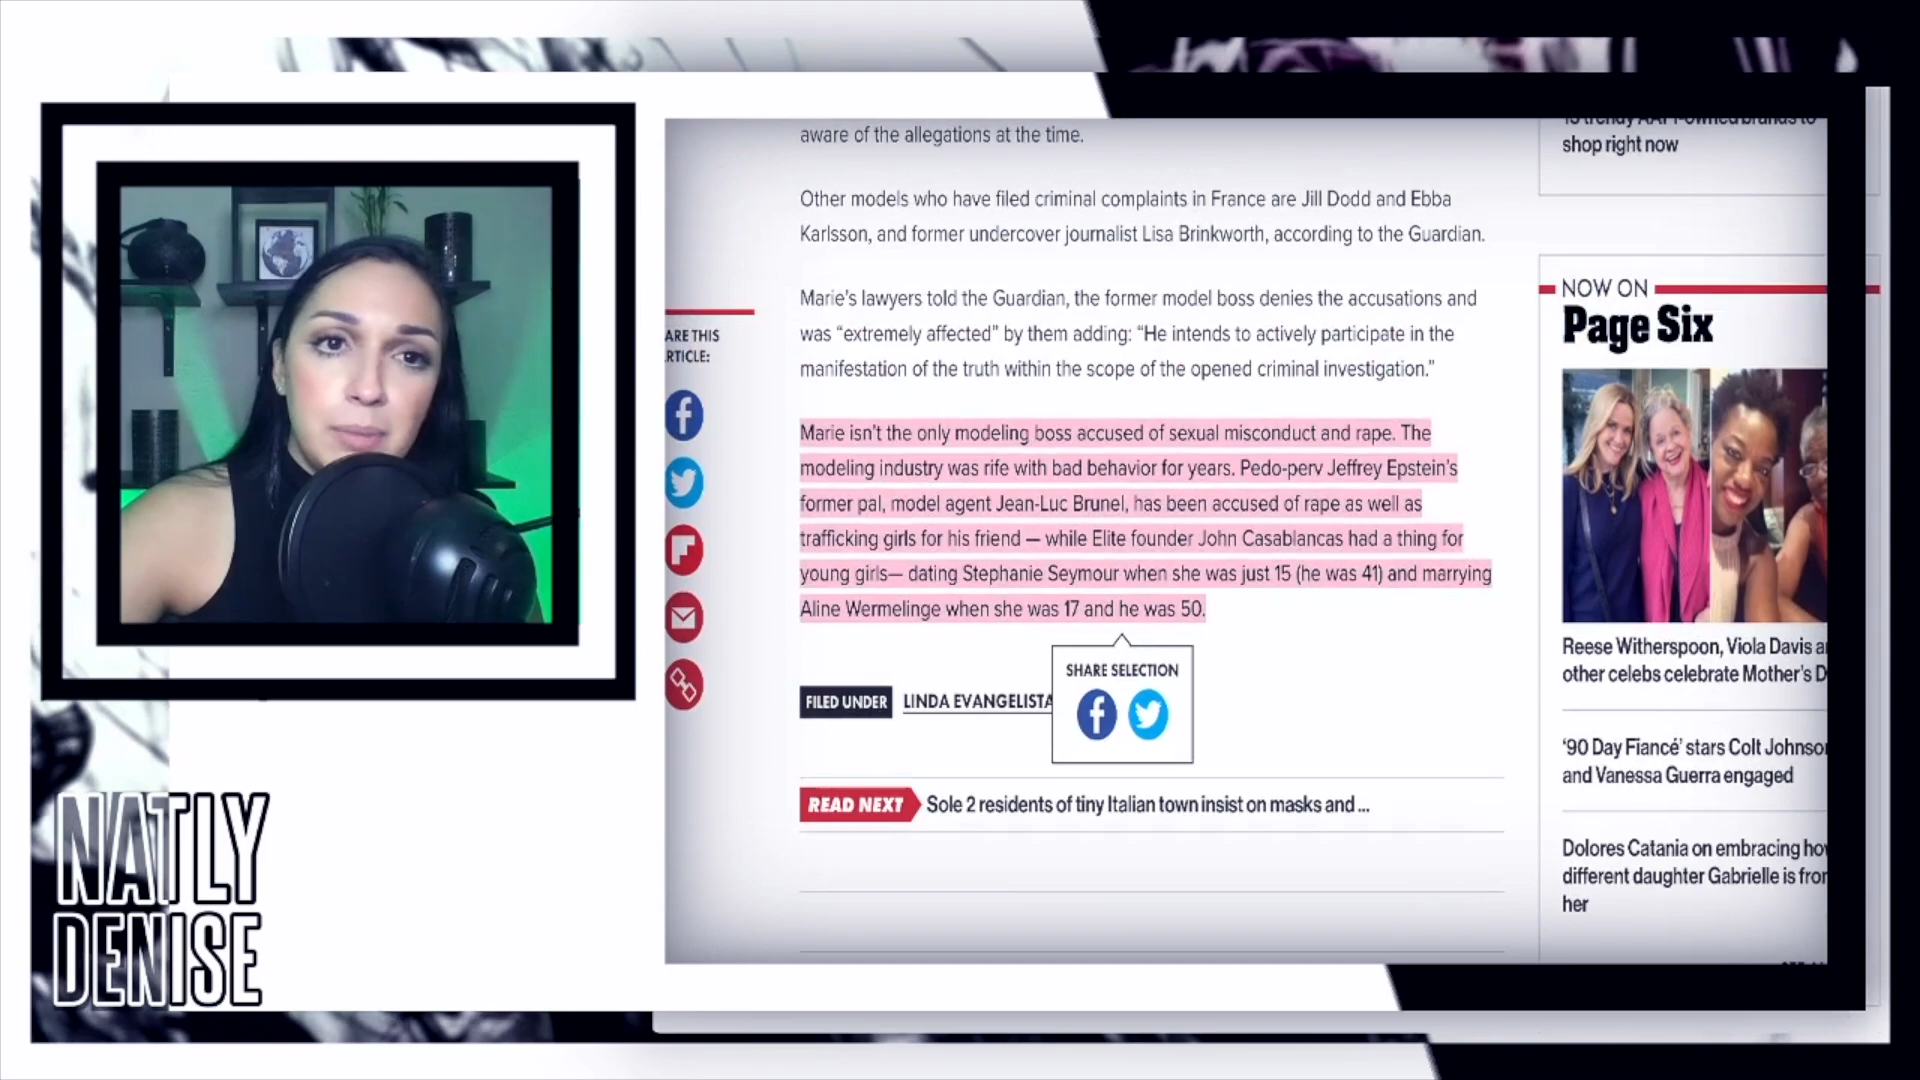 aware of the allegations at the time.
Other models who have filed criminal complaints in France are Jill Dodd and Ebba
Karlsson, and former undercover journalist Lisa Brinkworth, according to the Guardian.
Marie's lawyers told the Guardian, the former model boss denies the accusations and
was “extremely affected” by them adding: “He intends to actively participate in the
manifestation of the truth within the scope of the opened criminal investigation.”
Marie isn't the only modeling boss accused of sexual misconduct and rape. The
modeling industry was rife with bad behavior for years. Pedo-perv Jeffrey Epstein's
former pal, model agent Jean-Luc Brunel, has been accused of rape as well as
trafficking girls for his friend — while Elite founder John Casablancas had a thing for
young girls— dating Stephanie Seymour when she was just 15 (he was 41) and marrying
Aline Wermelinge when she was 17 and he was 50.
SHARE SELECTION
FILED UNDER LINDA EVANGELISTA
READ NEXT Sole 2 residents of tiny Italian town insist on masks and ...
ARE THIS
RTICLE:
shop right now
NOW ON
Page Six
Reese Witherspoon, Viola Davis
other celebs celebrate Mother's D
‘90 Day Fiancé’ stars Colt Johnso
and Vanessa Guerra engaged
Dolores Catania on embracing ho
different daughter Gabrielle is fro
her
NATLY
DENISE